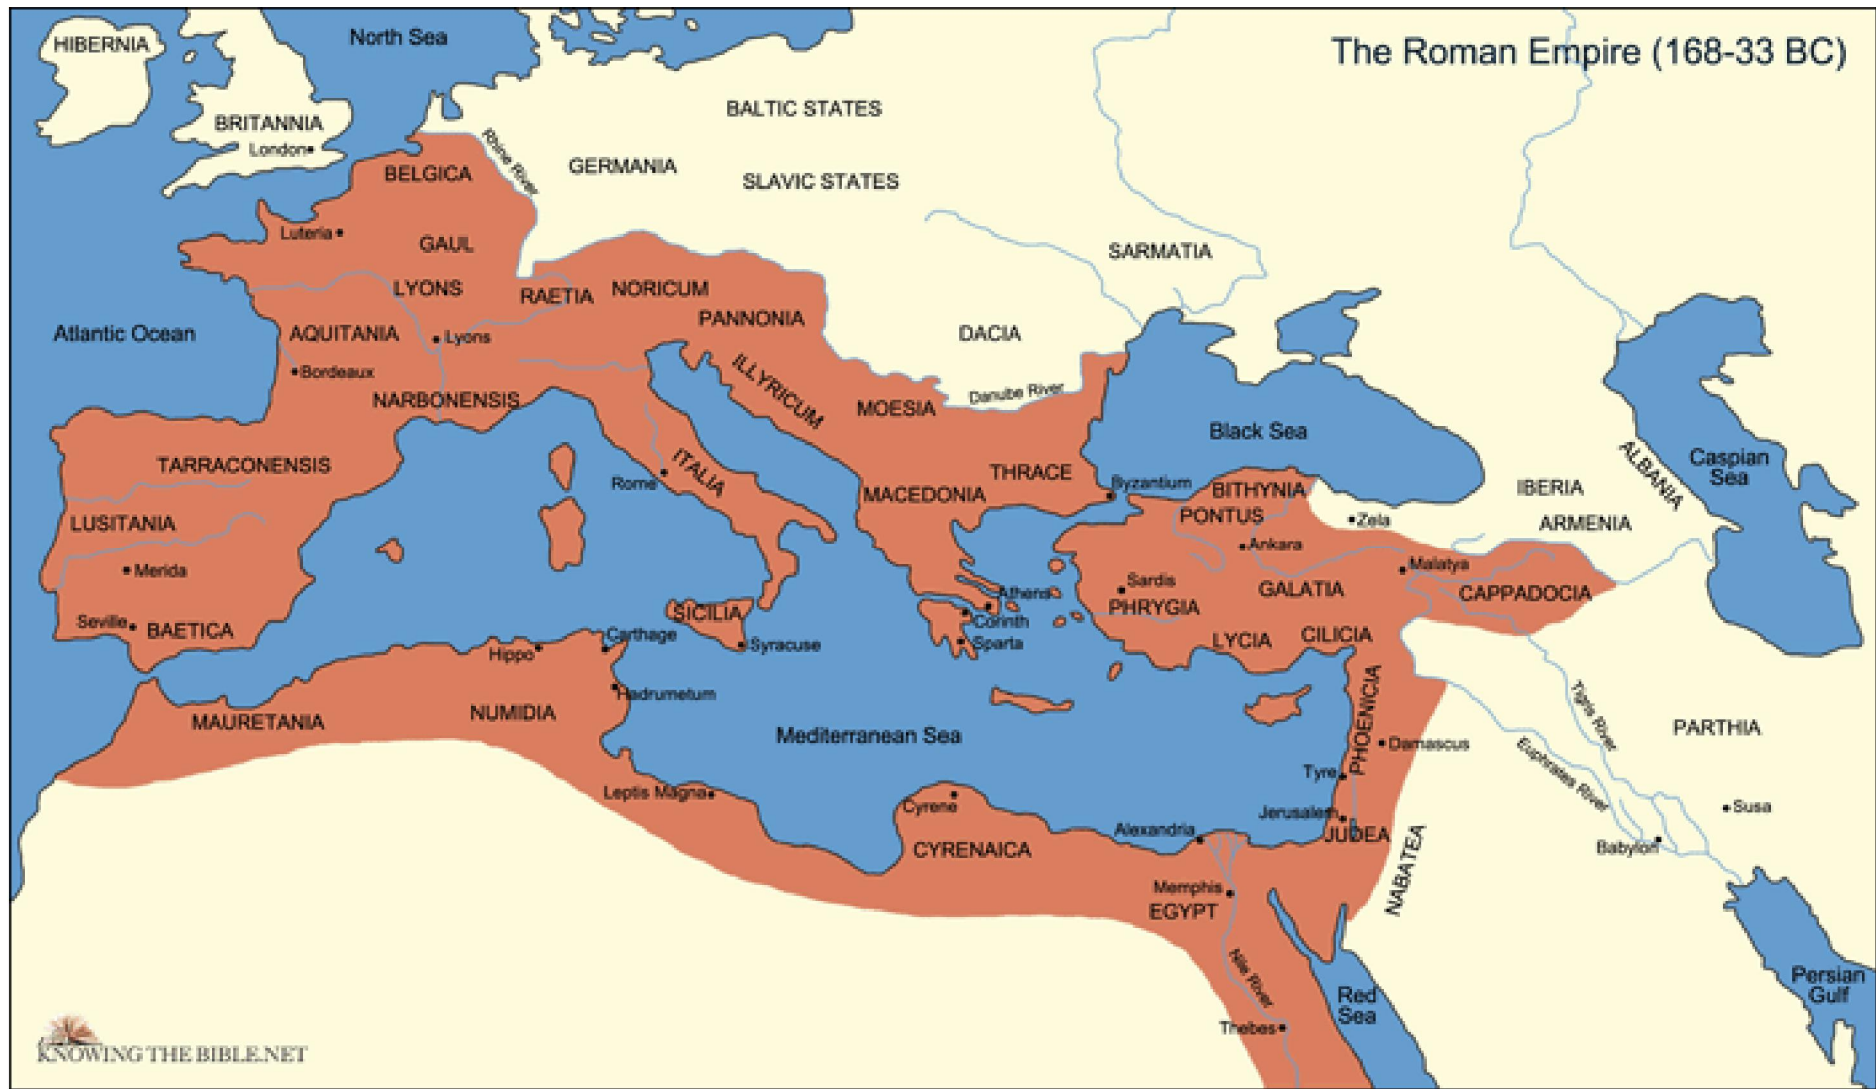 The Roman Empire (168-33 BC)
HIBERNIA
North Sea
BRITANNIA
London
BALTIC STATES
Rhine River
GERMANIA
SLAVIC STATES
BELGICA
Luteria
GAUL
SARMATIA
LYONS
RAETIA
NORICUM
PANNONIA
Atlantic Ocean
AQUITANIA
Lyons
DACIA
Bordeaux
ILLYRICUM
NARBONENSIS
MOESIA
Danube River
Black Sea
TARRACONENSIS
ITALIA
Rome
THRACE
MACEDONIA
Byzantium
BITHYNIA
PONTUS
Zela
IBERIA
ALBANIA
Caspian
Sea
ARMENIA
LUSITANIA
Merida
Ankara
Malatya
Sardis
PHRYGIA
GALATIA
CAPPADOCIA
Athens
Corinth
Sparta
SICILIA
Syracuse
Seville
BAETICA
Carthage
Hippo
LYCIA
CILICIA
Hadrumetum
MAURETANIA
NUMIDIA
Mediterranean Sea
PHOENICIA
Damascus
Tigris River
PARTHIA
Euphrates River
Tyre
Leptis Magna
Cyrene
Jerusalem
Susa
CYRENAICA
Alexandria
JUDEA
NABATEA
Babylon
Memphis
EGYPT
Nile River
Red
Sea
Persian
Gulf
Thebes
KNOWING THE BIBLE.NET